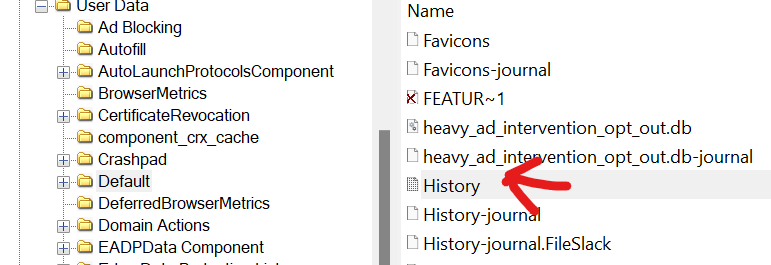 User Data
Ad Blocking
Autofill
AutoLaunchProtocolsComponent
BrowserMetrics
CertificateRevocation
component_crx_cache
Crashpad
Default
DeferredBrowserMetrics
Domain Actions
EADPData Component
Name
Favicons
Favicons-journal
FEATUR~1
heavy_ad_intervention_opt_out.db
heavy_ad_intervention_opt_out.db-journal
History
History-journal
History-journal.FileSlack